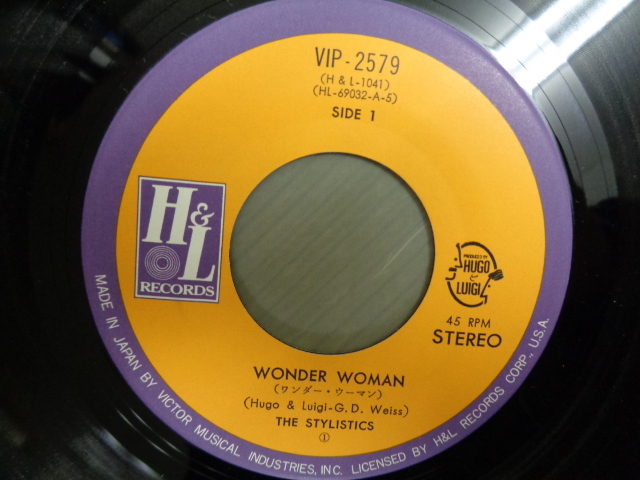 VIP-2579
(H & L-1041)
(HL-69032-A-5)
SIDE 1
H&L
RECORDS
PRODUCED BY
HUGO
と
LUIGI
45 RPM
STEREO
WONDER WOMAN
(ワンダー・ウーマン)
(Hugo & Luigi-G.D. Weiss)
THE STYLISTICS
①
MADE IN JAPAN BY VICTOR MUSICAL INDUSTRIES, INC. LICENSED BY H&L RECORDS CORP., U.S.A.